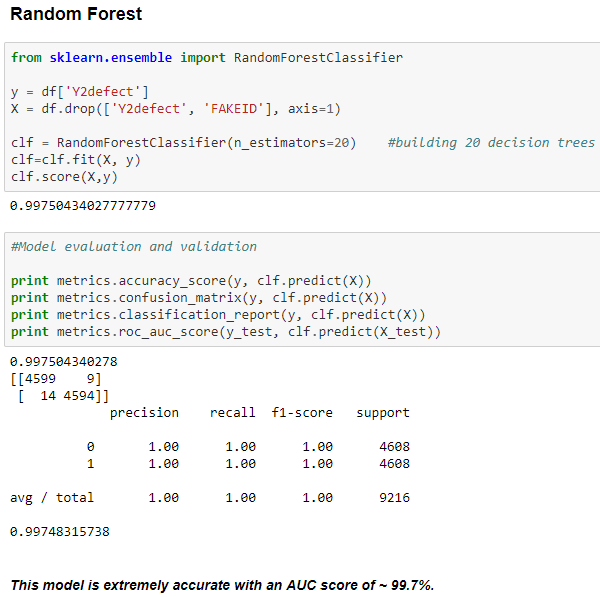 Random Forest
from sklearn.ensemble import RandomForestClassifier
y = df['Y2defect']
X = df.drop(['Y2defect', 'FAKEID'], axis=1)
clf = RandomForestClassifier(n_estimators=20)    #building 20 decision trees
clf=clf.fit(X, y)
clf.score(X,y)
0.99750434027777779
#Model evaluation and validation
print metrics.accuracy_score(y, clf.predict(X))
print metrics.confusion_matrix(y, clf.predict(X))
print metrics.classification_report(y, clf.predict(X))
print metrics.roc_auc_score(y_test, clf.predict(X_test))
0.997504340278
[[4599    9]
 [  14 4594]]
             precision    recall  f1-score   support
          0       1.00      1.00      1.00      4608
          1       1.00      1.00      1.00      4608
avg / total       1.00      1.00      1.00      9216
0.99748315738
This model is extremely accurate with an AUC score of ~ 99.7%.